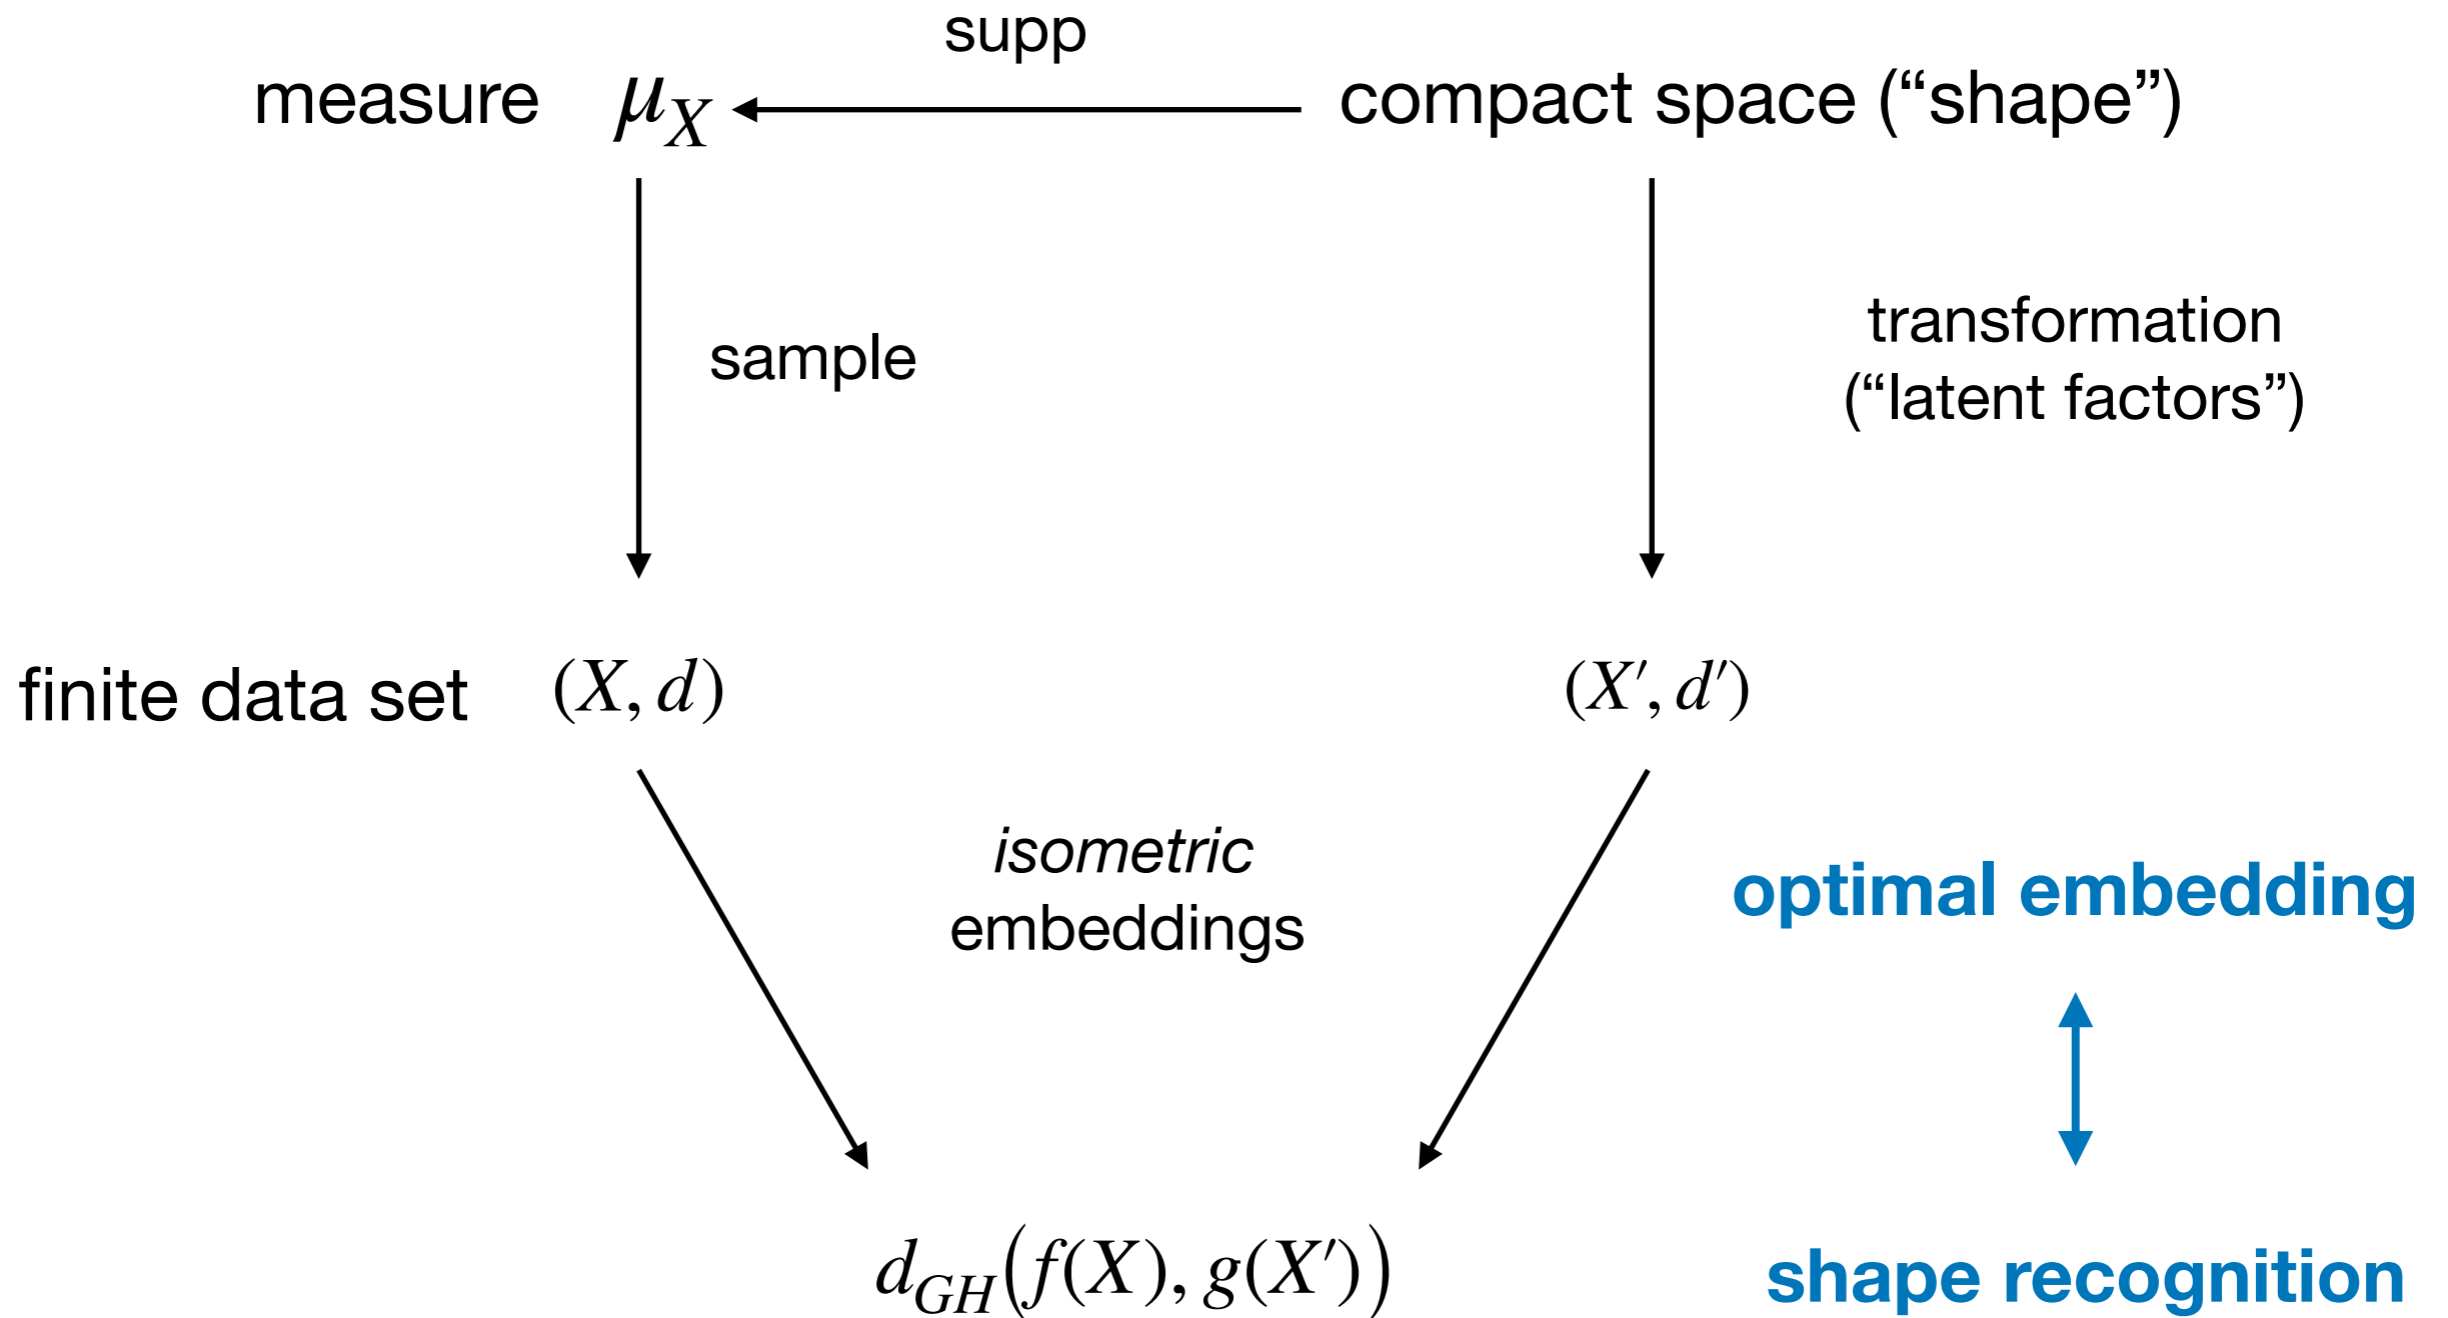 supp
measure μ_X
compact space (“shape”)
sample
transformation
(“latent factors”)
finite data set (X, d)
(X′, d′)
isometric
embeddings
optimal embedding
d_GH(f(X), g(X′))
shape recognition